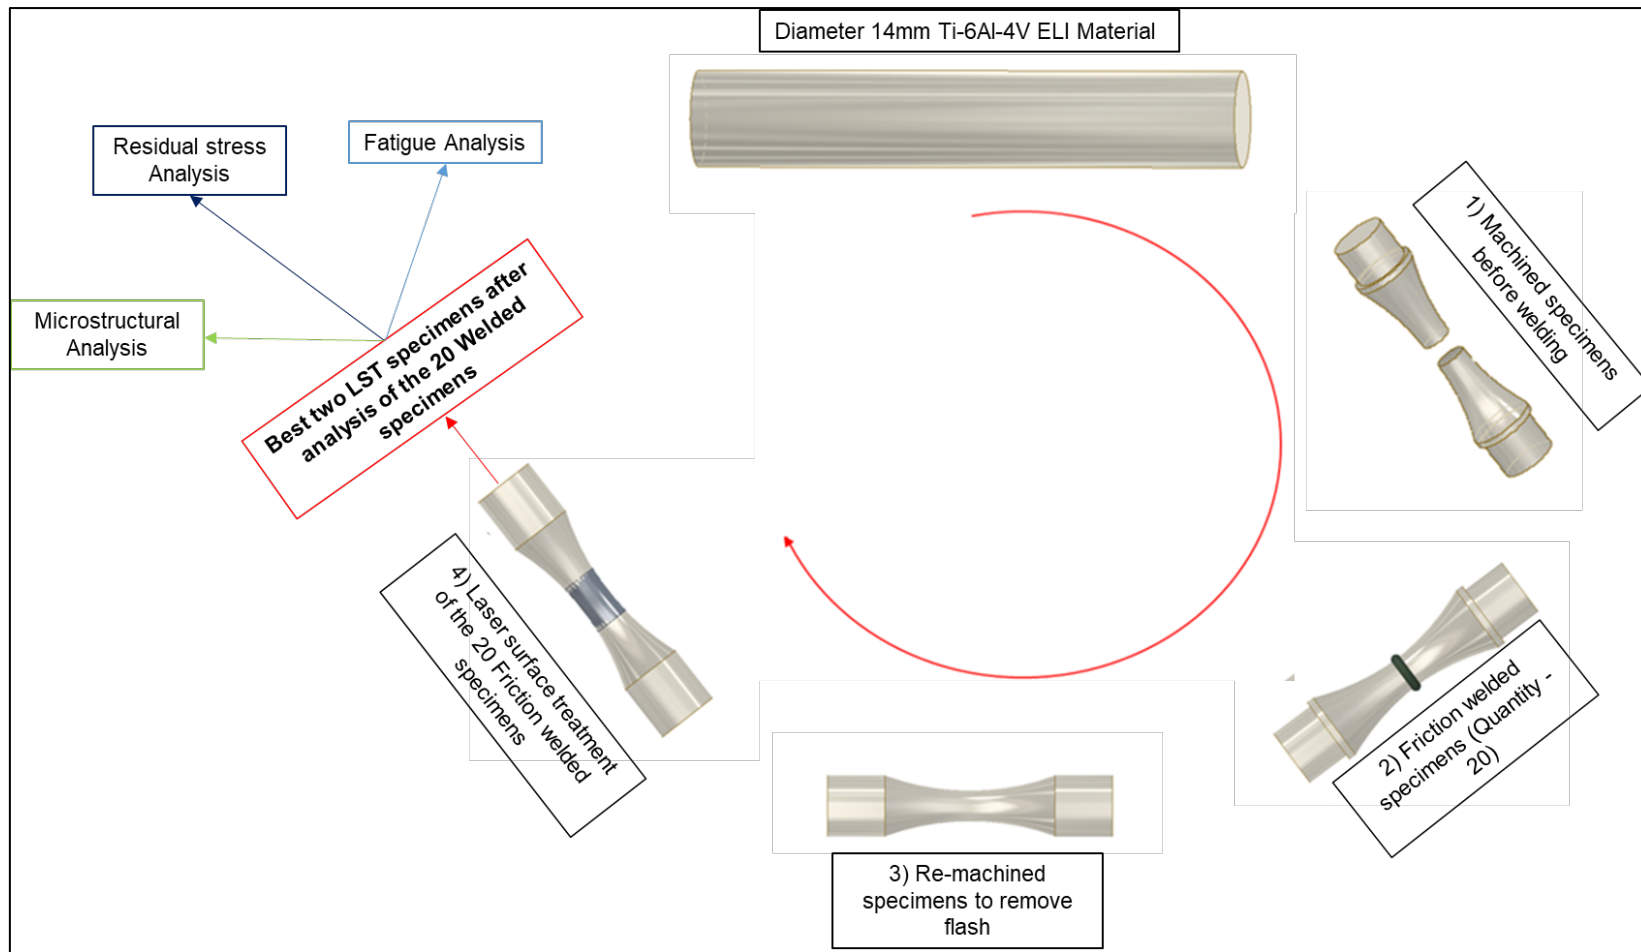 Diameter 14mm Ti-6Al-4V ELI Material
1) Machined specimens
before welding
2) Friction welded
specimens (Quantity -
20)
3) Re-machined
specimens to remove
flash
4) Laser surface treatment
of the 20 Friction welded
specimens
Best two LST specimens after
analysis of the 20 Welded
specimens
Microstructural
Analysis
Residual stress
Analysis
Fatigue Analysis